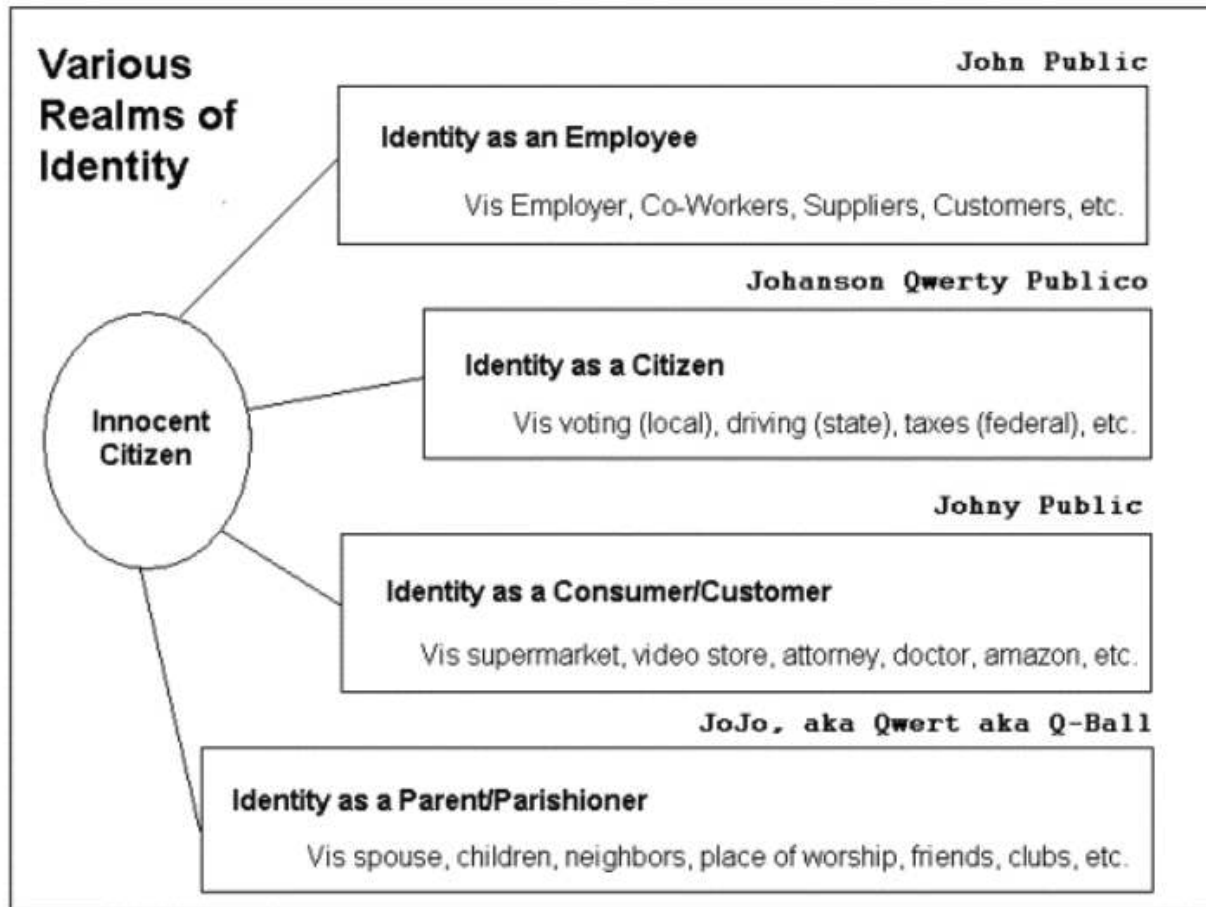 Various
Realms of
Identity
John Public
Identity as an Employee
Vis Employer, Co-Workers, Suppliers, Customers, etc.
Johanson Qwerty Publico
Identity as a Citizen
Vis voting (local), driving (state), taxes (federal), etc.
Innocent
Citizen
Johny Public
Identity as a Consumer/Customer
Vis supermarket, video store, attorney, doctor, amazon, etc.
JoJo, aka Qwert aka Q-Ball
Identity as a Parent/Parishioner
Vis spouse, children, neighbors, place of worship, friends, clubs, etc.